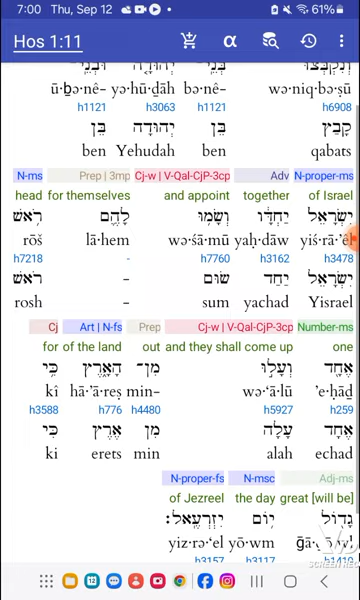 7:00 Thu, Sep 12 61%
Hos 1:11
α
וְ֠נִקְבְּצוּ בְּנֵֽי־ יְהוּדָ֤ה וּבְנֵֽי־
ū·ḇə·nê- yə·hū·ḏāh bə·nê- wə·niq·bə·ṣū
h1121 h3063 h1121 h6908
קָבַץ בֵּן יְהוּדָה בֵּן
ben Yehudah ben qabats
N-ms Prep | 3mp Cj-w | V-Qal-CjP-3cp Adv N-proper-ms
head for themselves and appoint together of Israel
יִשְׂרָאֵל֙ יַחְדָּ֔ו וְשָׂמ֥וּ לָהֶ֛ם רֹ֥אשׁ
rōš lā·hem wə·śā·mū yaḥ·dāw yiś·rā·’êl
h7218 - h7760 h3162 h3478
יִשְׂרָאֵל יַחַד שׂוּם - רֹאשׁ
rosh - sum yachad Yisrael
Cj Art | N-fs Prep Cj-w | V-Qal-CjP-3cp Number-ms
for of the land out and they shall come up one
אֶחָ֖ד וְעָל֣וּ מִן־ הָאָ֑רֶץ כִּ֥י
kî hā·’ā·reṣ min- wə·‘ā·lū ’e·ḥāḏ
h3588 h776 h4480 h5927 h259
אֶחָד עָלָה מִן אֶרֶץ כִּי
ki erets min alah echad
N-proper-fs N-msc Adj-ms
of Jezreel the day great [will be]
גָד֖וֹל י֥וֹם יִזְרְעֶֽאל׃
yiz·rə·‘el yō·wm
h3157 h3117 h1419